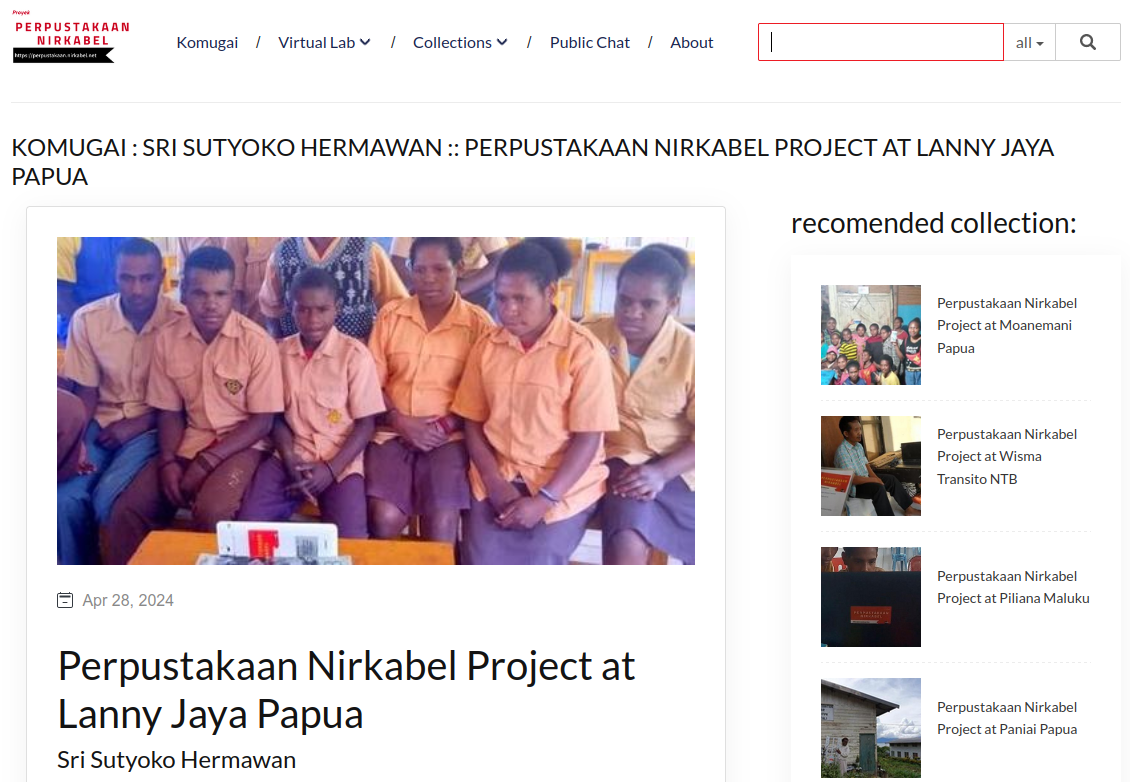 Proyek
PERPUSTAKAAN
NIRKABEL
https://perpustakaan.nirkabel.net
Komugai / Virtual Lab / Collections / Public Chat / About
all
KOMUGAI : SRI SUTYOKO HERMAWAN :: PERPUSTAKAAN NIRKABEL PROJECT AT LANNY JAYA
PAPUA
recomended collection:
Perpustakaan Nirkabel
Project at Moanemani
Papua
Perpustakaan Nirkabel
Project at Wisma
Transito NTB
Perpustakaan Nirkabel
Project at Piliana Maluku
Perpustakaan Nirkabel
Project at Paniai Papua
Apr 28, 2024
Perpustakaan Nirkabel Project at
Lanny Jaya Papua
Sri Sutyoko Hermawan